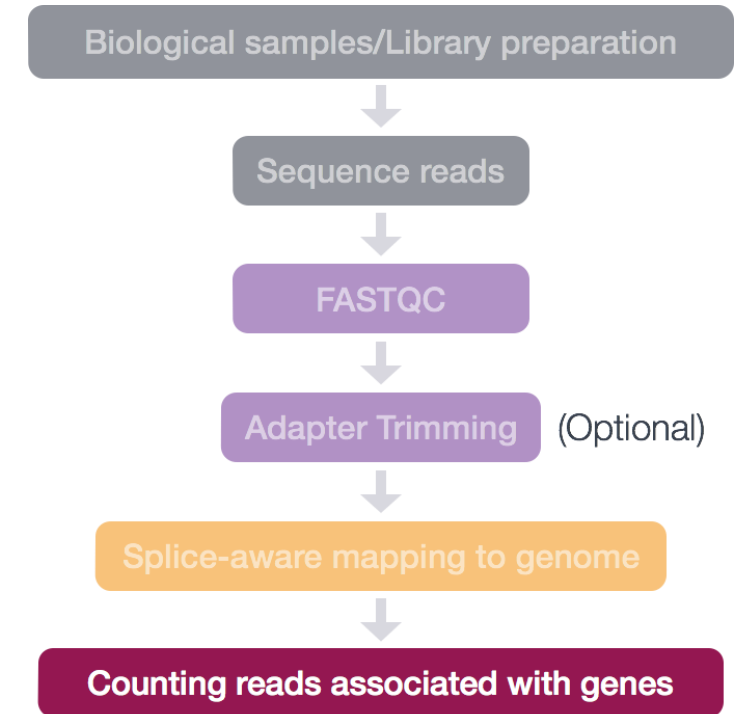 Biological samples/Library preparation
Sequence reads
FASTQC
Adapter Trimming (Optional)
Splice-aware mapping to genome
Counting reads associated with genes